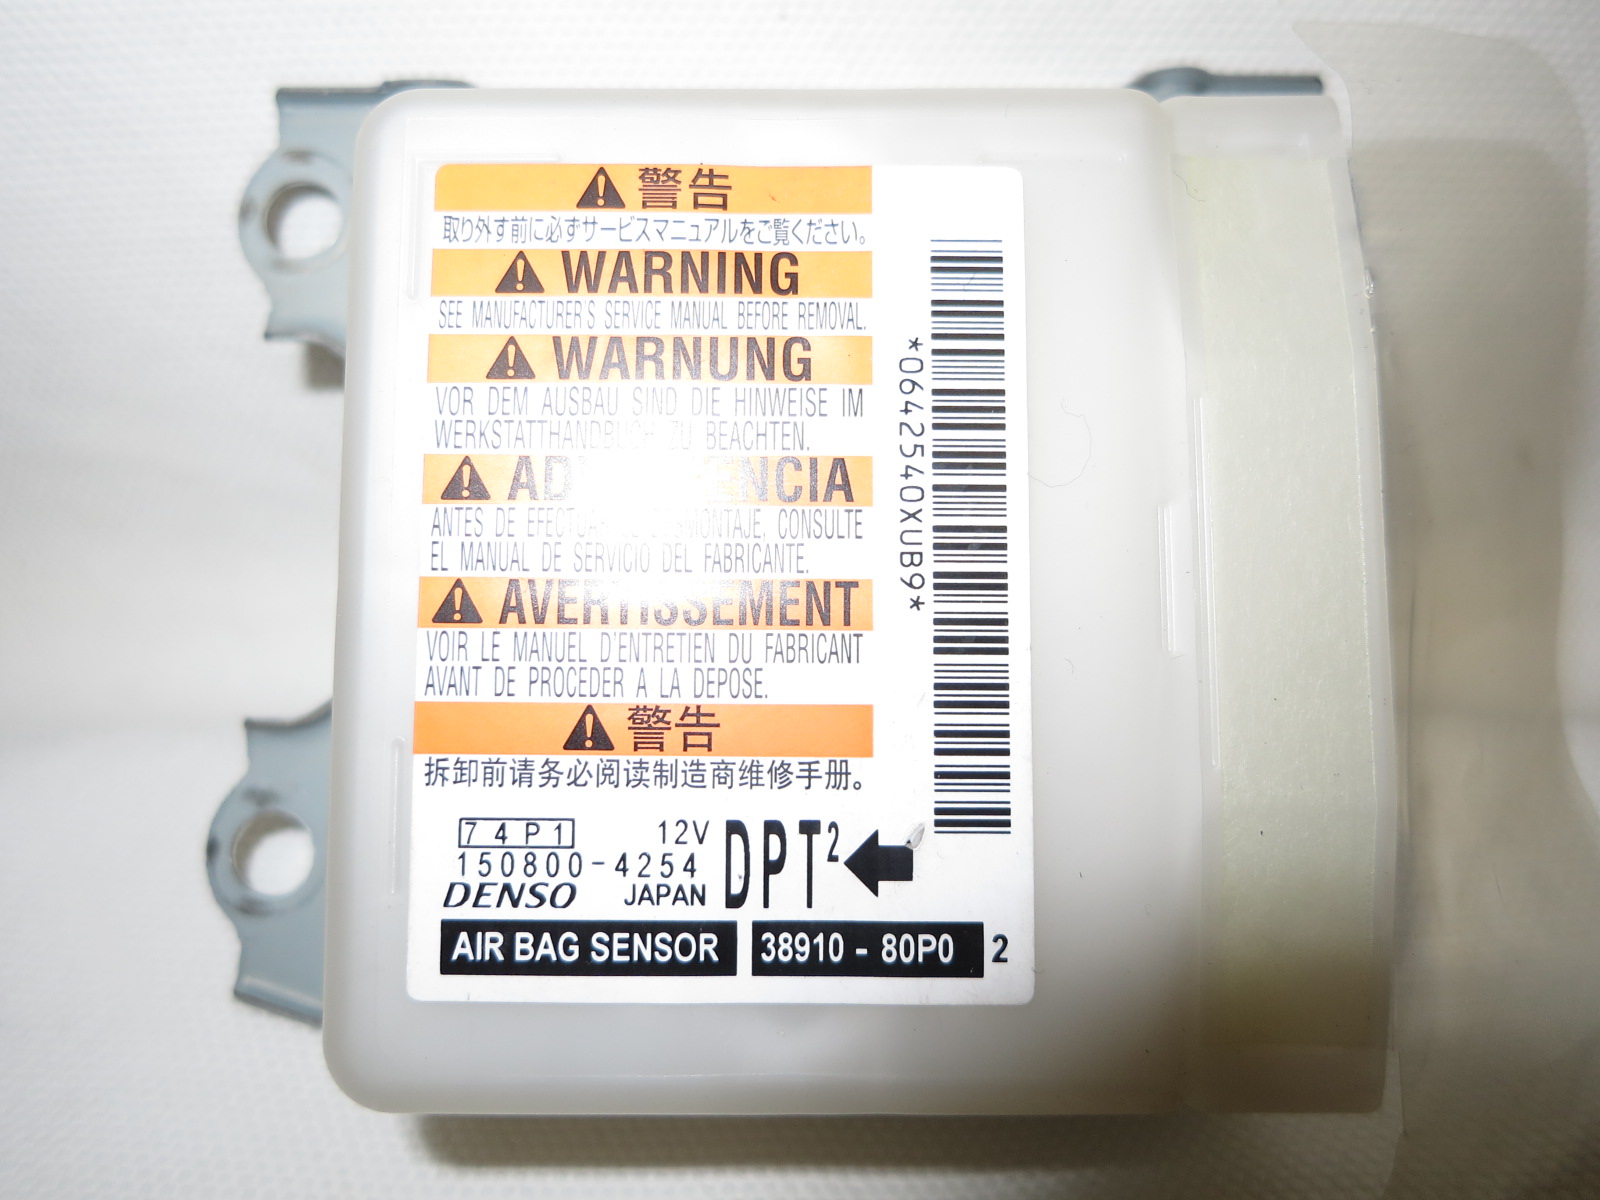 警告
取り外す前に必ずサービスマニュアルをご覧ください。
WARNING
SEE MANUFACTURER'S SERVICE MANUAL BEFORE REMOVAL.
WARNUNG
VOR DEM AUSBAU SIND DIE HINWEISE IM
WERKSTATTHANDBUCH ZU BEACHTEN.
ANTES DE CONSULTE
EL MANUAL DE SERVICIO DEL FABRICANTE.
AVERTISSEMENT
VOIR LE MANUEL D'ENTRETIEN DU FABRICANT
AVANT DE PROCEDER A LA DEPOSE.
警告
拆卸前请务必阅读制造商维修手册。
74P1 12V
150800-4254
DENSO JAPAN
DPT2
AIR BAG SENSOR 38910 - 80P0 2
*0642540XUB9*